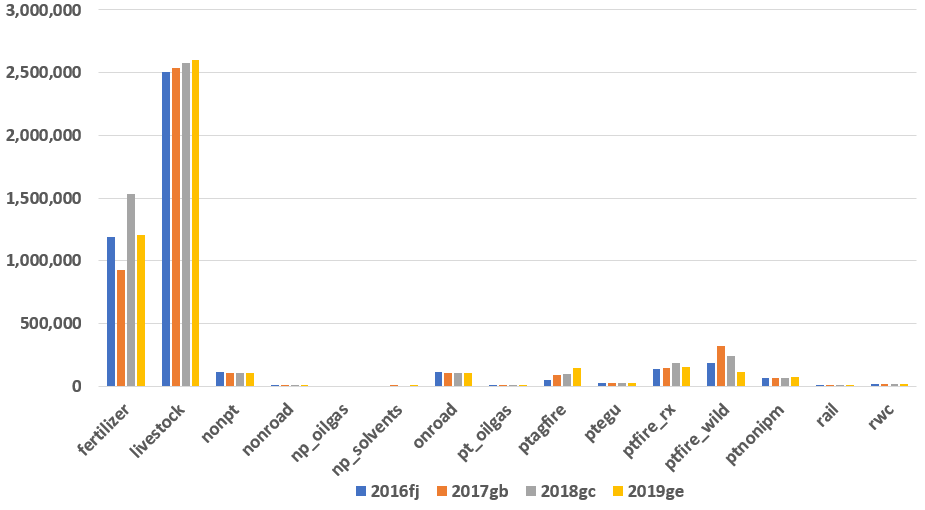 3,000,000
2,500,000
2,000,000
1,500,000
1,000,000
500,000
0
fertilizer
livestock
nonpt
nonroad
np_oilgas
np_solvents
onroad
pt_oilgas
ptagfire
ptegu
ptfire_rx
ptfire_wild
ptnonipm
rail
rwc
2016fj 2017gb 2018gc 2019ge